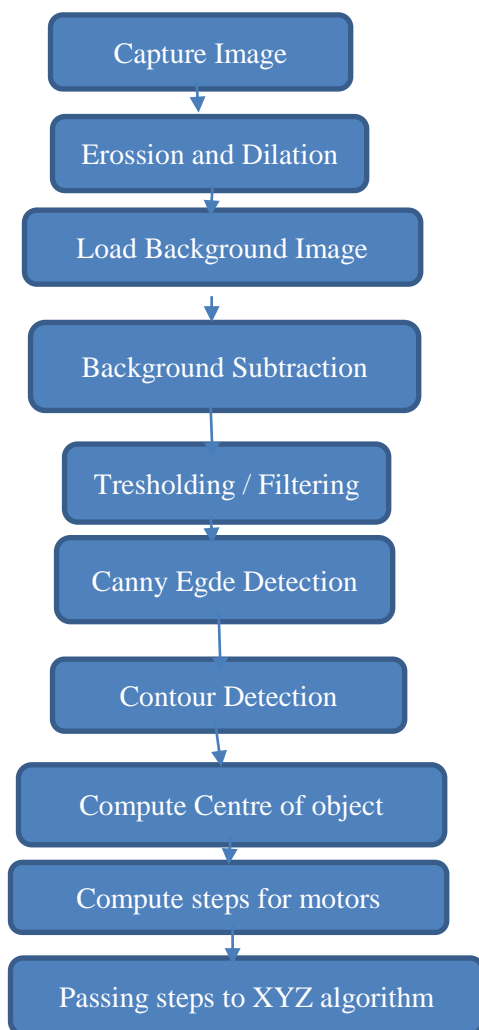 Capture Image
Erossion and Dilation
Load Background Image
Background Subtraction
Tresholding / Filtering
Canny Egde Detection
Contour Detection
Compute Centre of object
Compute steps for motors
Passing steps to XYZ algorithm